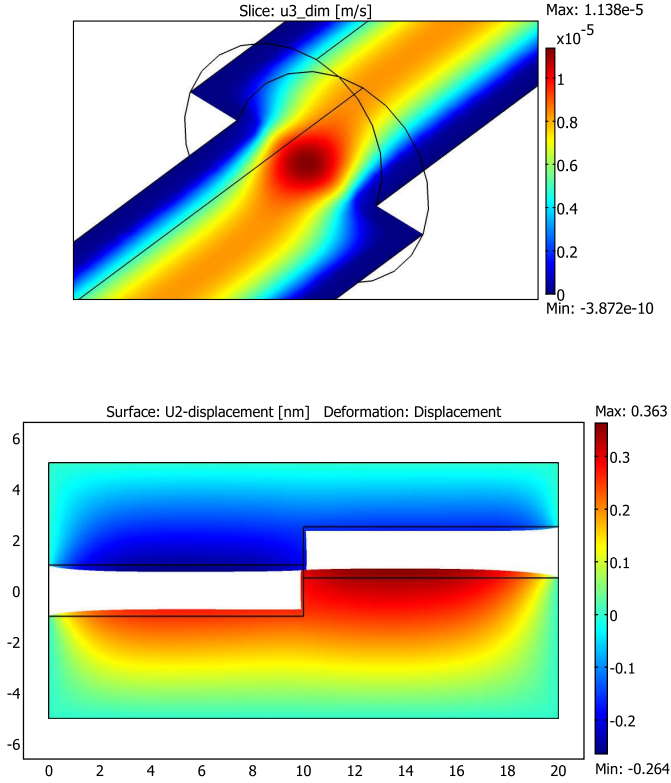 Slice: u3_dim [m/s]
Max: 1.138e-5
x10-5
1
0.8
0.6
0.4
0.2
0
Min: -3.872e-10
Surface: U2-displacement [nm] Deformation: Displacement
Max: 0.363
6
4
2
0
-2
-4
-6
0.3
0.2
0.1
0
-0.1
-0.2
0 2 4 6 8 10 12 14 16 18 20
Min: -0.264